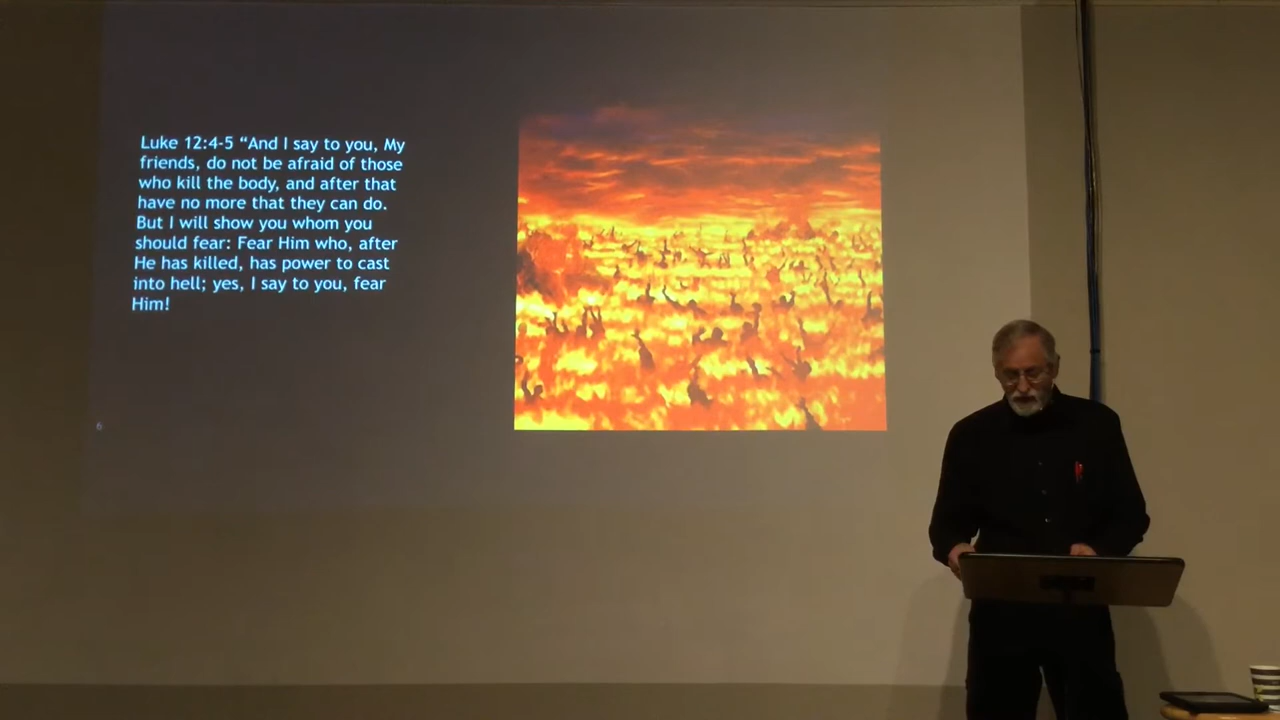 Luke 12:4-5 “And I say to you, My
friends, do not be afraid of those
who kill the body, and after that
have no more that they can do.
But I will show you whom you
should fear: Fear Him who, after
He has killed, has power to cast
into hell; yes, I say to you, fear
Him!
6